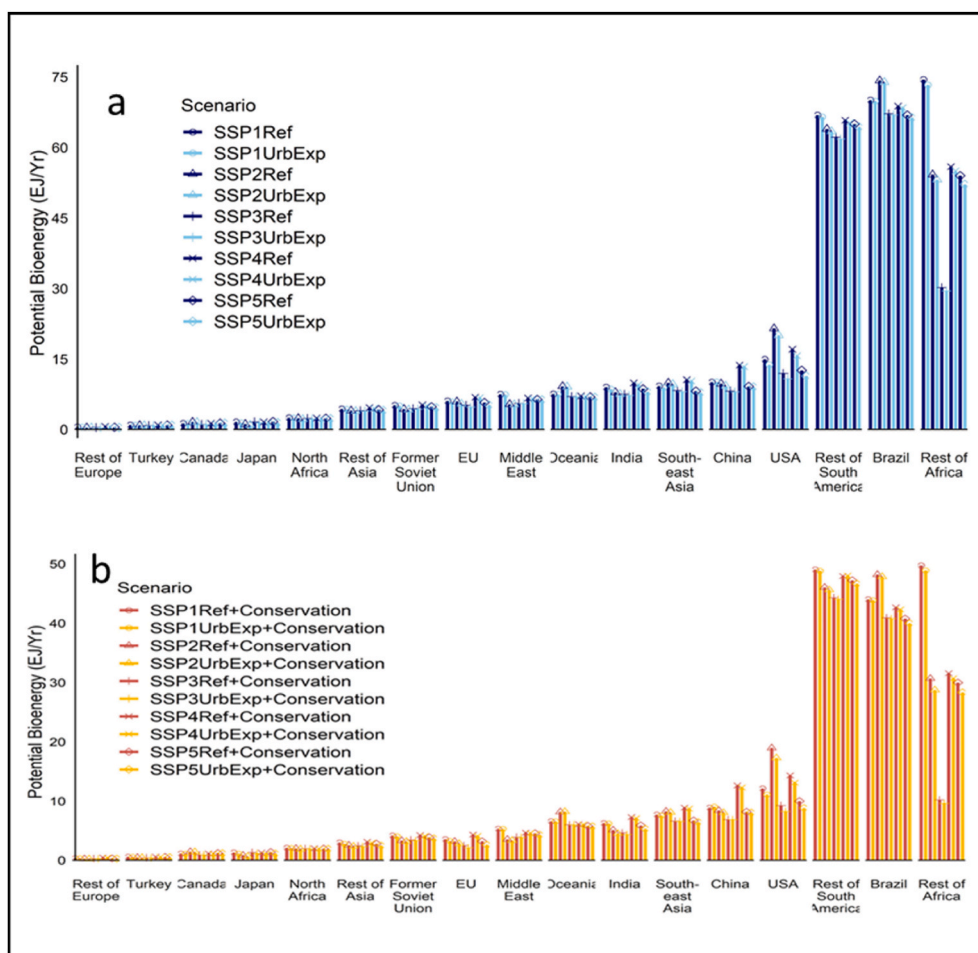 a
Potential Bioenergy (EJ/Yr)
75
60
45
30
15
0
Scenario
SSP1Ref
SSP1UrbExp
SSP2Ref
SSP2UrbExp
SSP3Ref
SSP3UrbExp
SSP4Ref
SSP4UrbExp
SSP5Ref
SSP5UrbExp
Rest of
Europe
Turkey
Canada
Japan
North
Africa
Rest of
Asia
Former
Soviet
Union
EU
Middle
East
Oceania
India
South-
east
Asia
China
USA
Rest of
South
America
Brazil
Rest of
Africa
b
Potential Bioenergy (EJ/Yr)
50
40
30
20
10
0
Scenario
SSP1Ref+Conservation
SSP1UrbExp+Conservation
SSP2Ref+Conservation
SSP2UrbExp+Conservation
SSP3Ref+Conservation
SSP3UrbExp+Conservation
SSP4Ref+Conservation
SSP4UrbExp+Conservation
SSP5Ref+Conservation
SSP5UrbExp+Conservation
Rest of
Europe
Turkey
Canada
Japan
North
Africa
Rest of
Asia
Former
Soviet
Union
EU
Middle
East
Oceania
India
South-
east
Asia
China
USA
Rest of
South
America
Brazil
Rest of
Africa